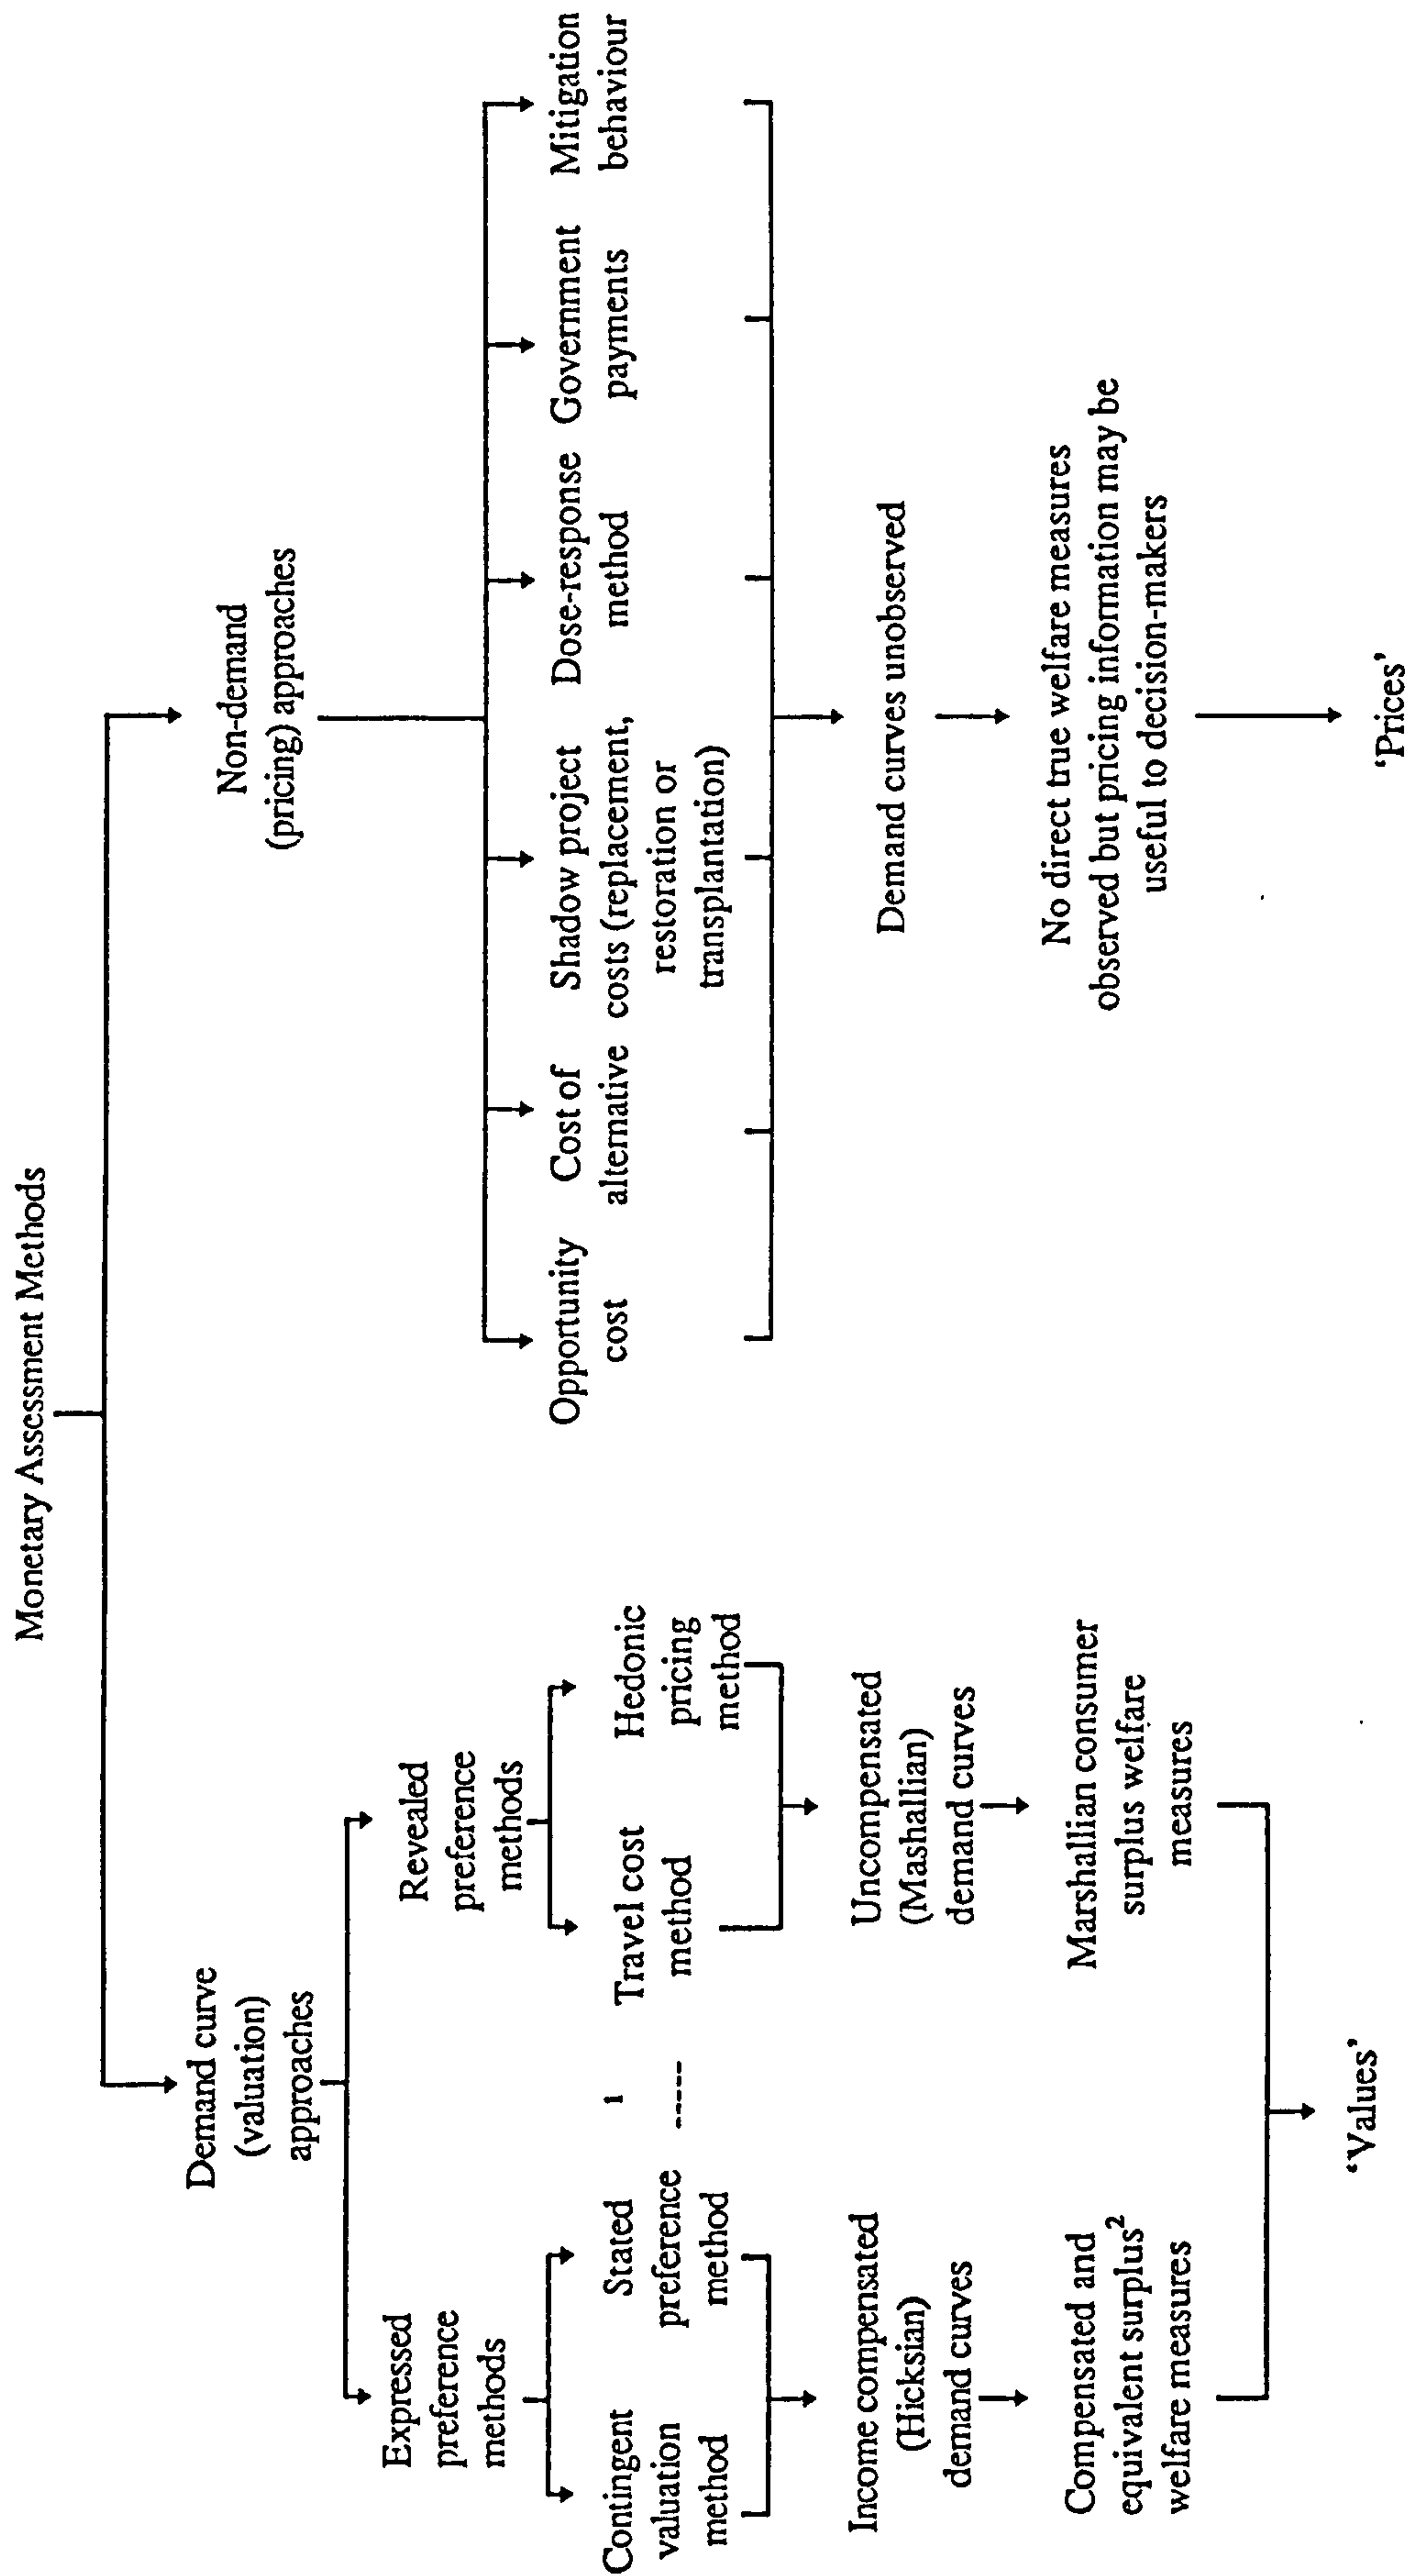 Monetary Assessment Methods
Demand curve
(valuation)
approaches
Non-demand
(pricing) approaches
Expressed
preference
methods
Revealed
preference
methods
Contingent
valuation
method
Stated
preference
method
1
-----
Travel cost
method
Hedonic
pricing
method
Opportunity
cost
Cost of
alternative
Shadow project
costs (replacement,
restoration or
transplantation)
Dose-response
method
Government
payments
Mitigation
behaviour
Income compensated
(Hicksian)
demand curves
Uncompensated
(Mashallian)
demand curves
Demand curves unobserved
Compensated and
equivalent surplus²
welfare measures
Marshallian consumer
surplus welfare
measures
No direct true welfare measures
observed but pricing information may be
useful to decision-makers
‘Values’
‘Prices’